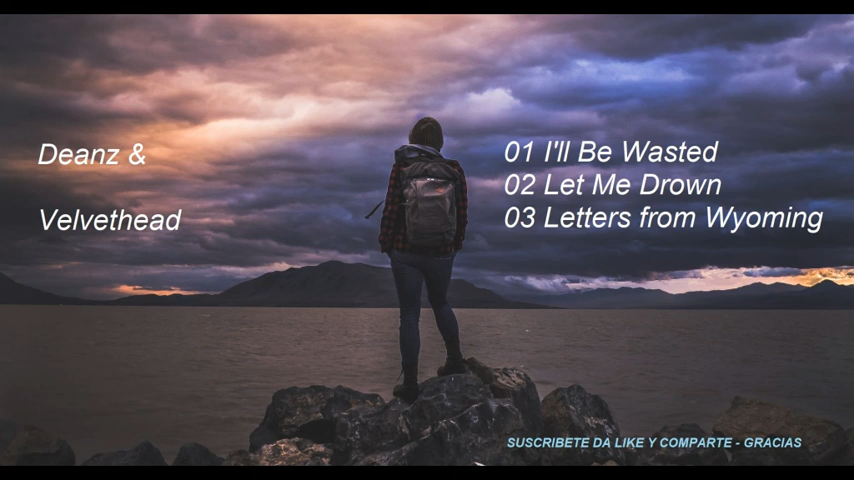 Deanz &
Velvethead
01 I'll Be Wasted
02 Let Me Drown
03 Letters from Wyoming
SUSCRIBETE DA LIKE Y COMPARTE - GRACIAS